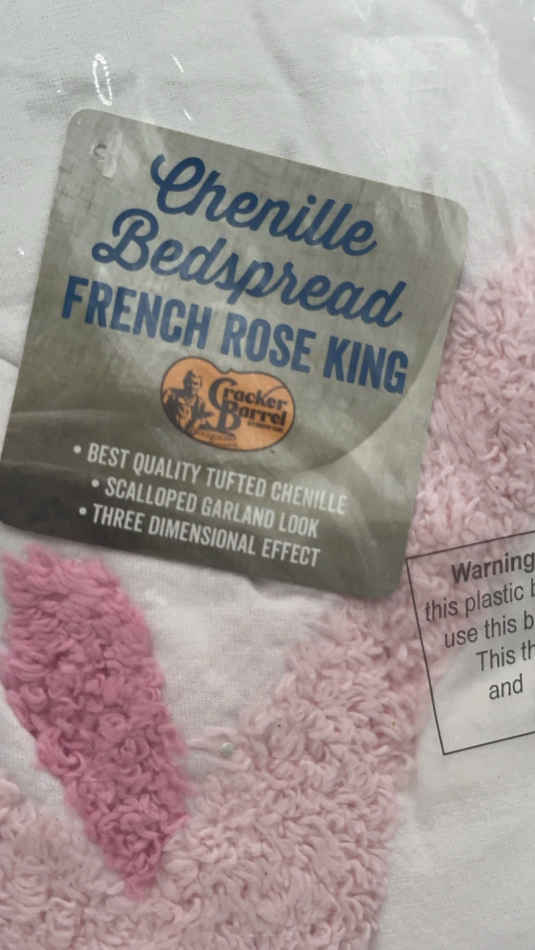 Chenille
Bedspread
FRENCH ROSE KING
Cracker
Barrel
• BEST QUALITY TUFTED CHENILLE
• SCALLOPED GARLAND LOOK
• THREE DIMENSIONAL EFFECT
Warning
this plastic b
use this b
This th
and